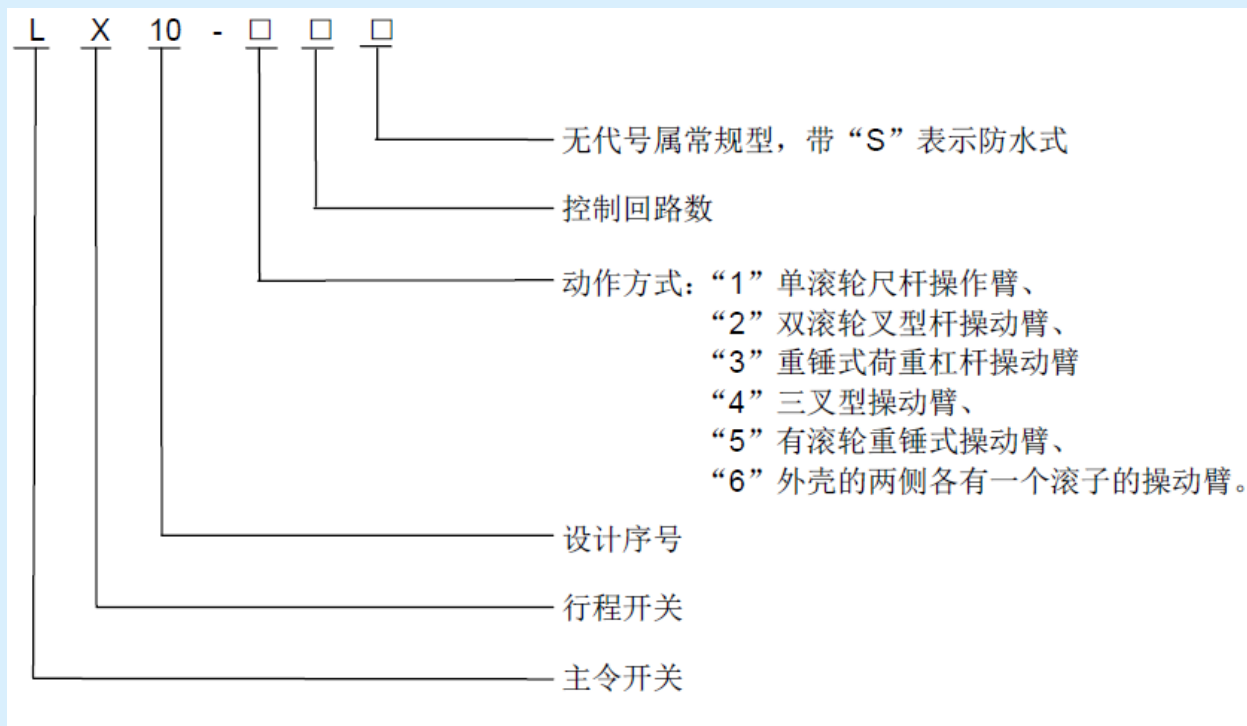 L X 10 - □ □ □
无代号属常规型，带“S”表示防水式
控制回路数
动作方式：“1”单滚轮尺杆操作臂、
“2”双滚轮叉型杆操动臂、
“3”重锤式荷重杠杆操动臂
“4”三叉型操动臂、
“5”有滚轮重锤式操动臂、
“6”外壳的两侧各有一个滚子的操动臂。
设计序号
行程开关
主令开关